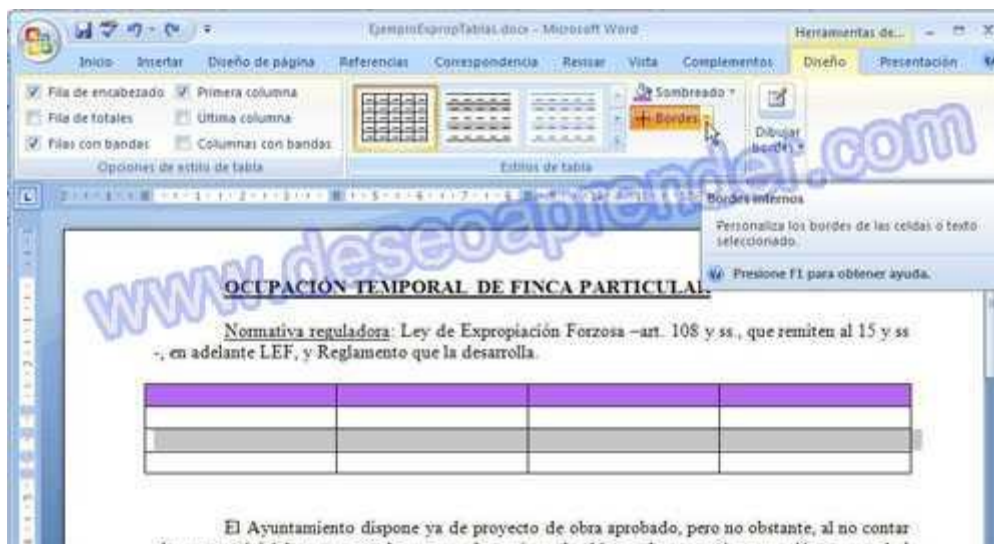 EjemploExpropTablas.docx - Microsoft Word
Herramientas de...
Inicio Insertar Diseño de página Referencias Correspondencia Revisar Vista Complementos Diseño Presentación
Fila de encabezado Primera columna
Fila de totales Última columna
Filas con bandas Columnas con bandas
Opciones de estilo de tabla
Sombreado
Bordes
Estilos de tabla
Dibujar
bordes
Bordes internos
Personaliza los bordes de las celdas o texto
seleccionado.
Presione F1 para obtener ayuda.
www.deseoaprender.com
OCUPACIÓN TEMPORAL DE FINCA PARTICULAR
Normativa reguladora: Ley de Expropiación Forzosa –art. 108 y ss., que remiten al 15 y ss
-, en adelante LEF, y Reglamento que la desarrolla.
El Ayuntamiento dispone ya de proyecto de obra aprobado, pero no obstante, al no contar